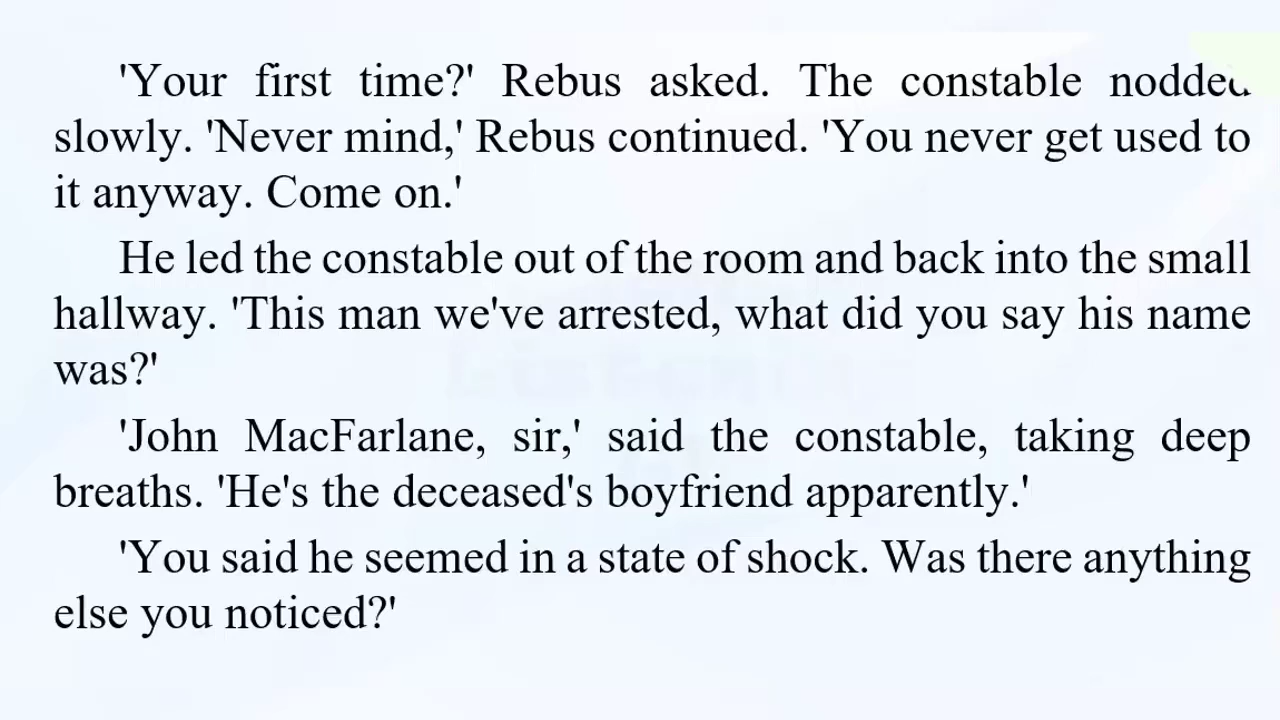 'Your first time?' Rebus asked. The constable nodded
slowly. 'Never mind,' Rebus continued. 'You never get used to
it anyway. Come on.'
He led the constable out of the room and back into the small
hallway. 'This man we've arrested, what did you say his name
was?'
'John MacFarlane, sir,' said the constable, taking deep
breaths. 'He's the deceased's boyfriend apparently.'
'You said he seemed in a state of shock. Was there anything
else you noticed?'